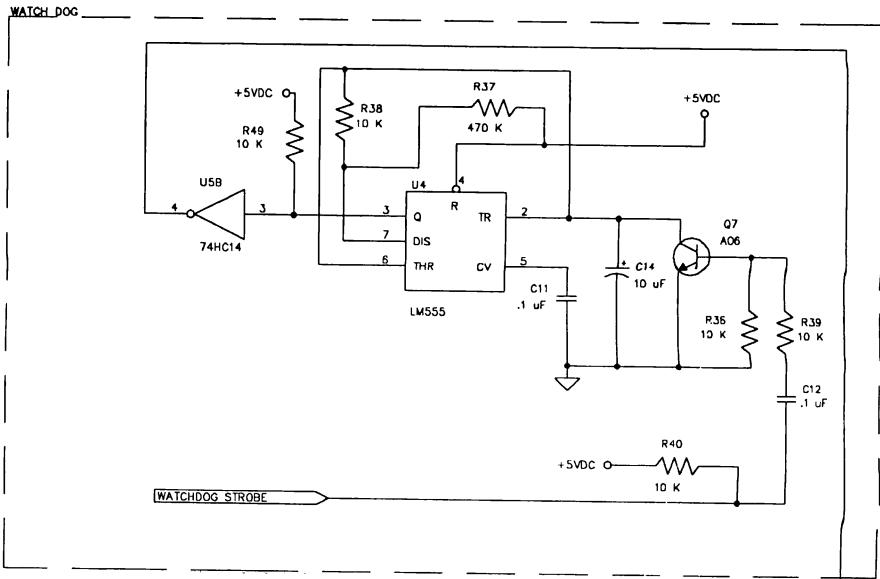 WATCH DOG
+5VDC
R49
10 K
R38
10 K
R37
470 K
+5VDC
U5B
4
3
74HC14
U4
4
R
3
Q
TR
2
7
DIS
6
THR
CV
5
LM555
C11
.1 uF
C14
10 uF
+
Q7
A06
R36
10 K
R39
10 K
C12
.1 uF
+5VDC
R40
10 K
WATCHDOG STROBE